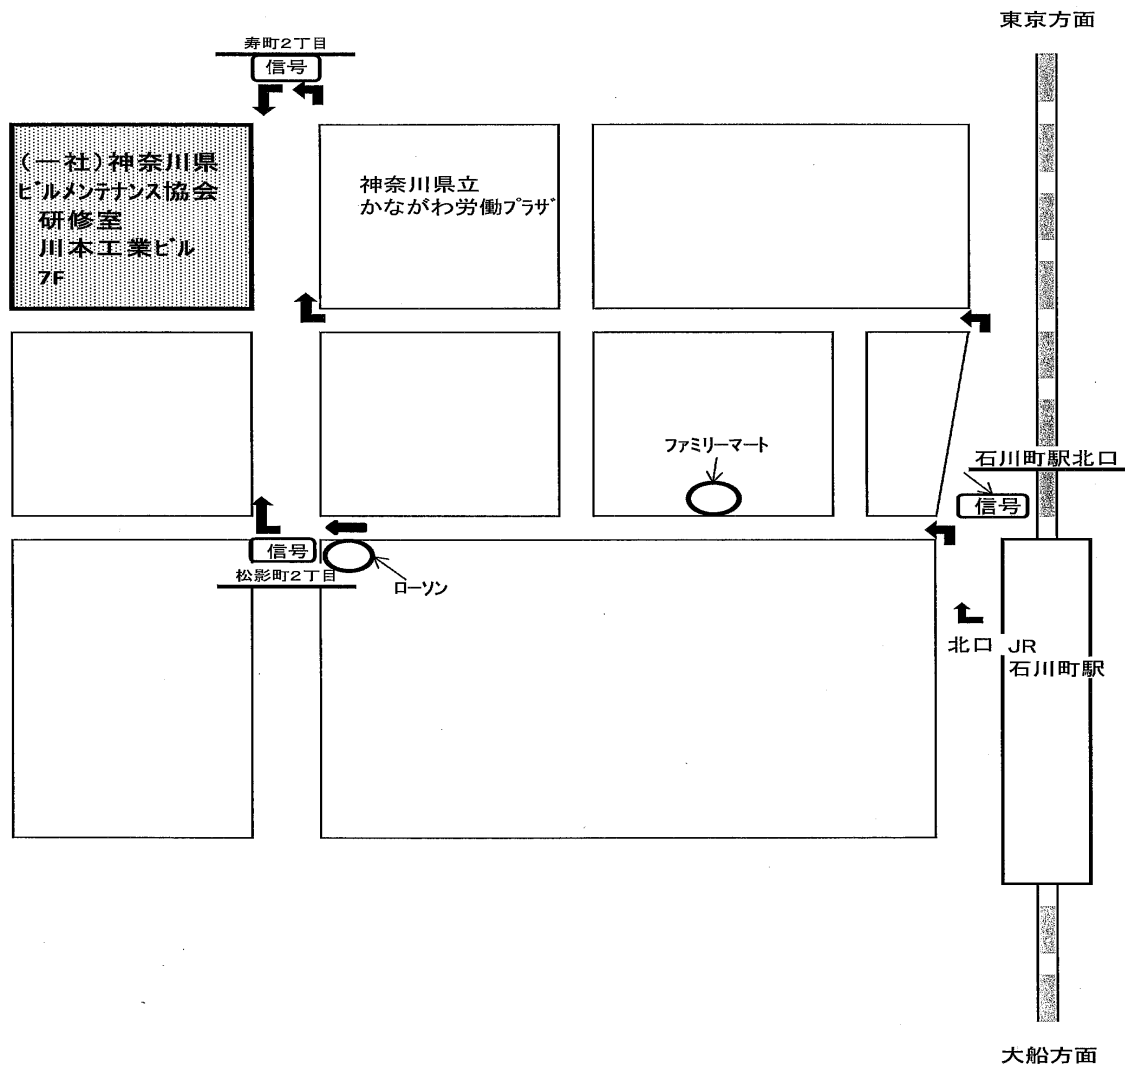 東京方面
寿町２丁目
信号
（一社）神奈川県
ﾋﾞﾙﾒﾝﾃﾅﾝｽ協会
研修室
川本工業ﾋﾞﾙ
7F
神奈川県立
かながわ労働ﾌﾟﾗｻﾞ
ファミリーマート
石川町駅北口
信号
信号
松影町２丁目
ローソン
北口
JR
石川町駅
大船方面